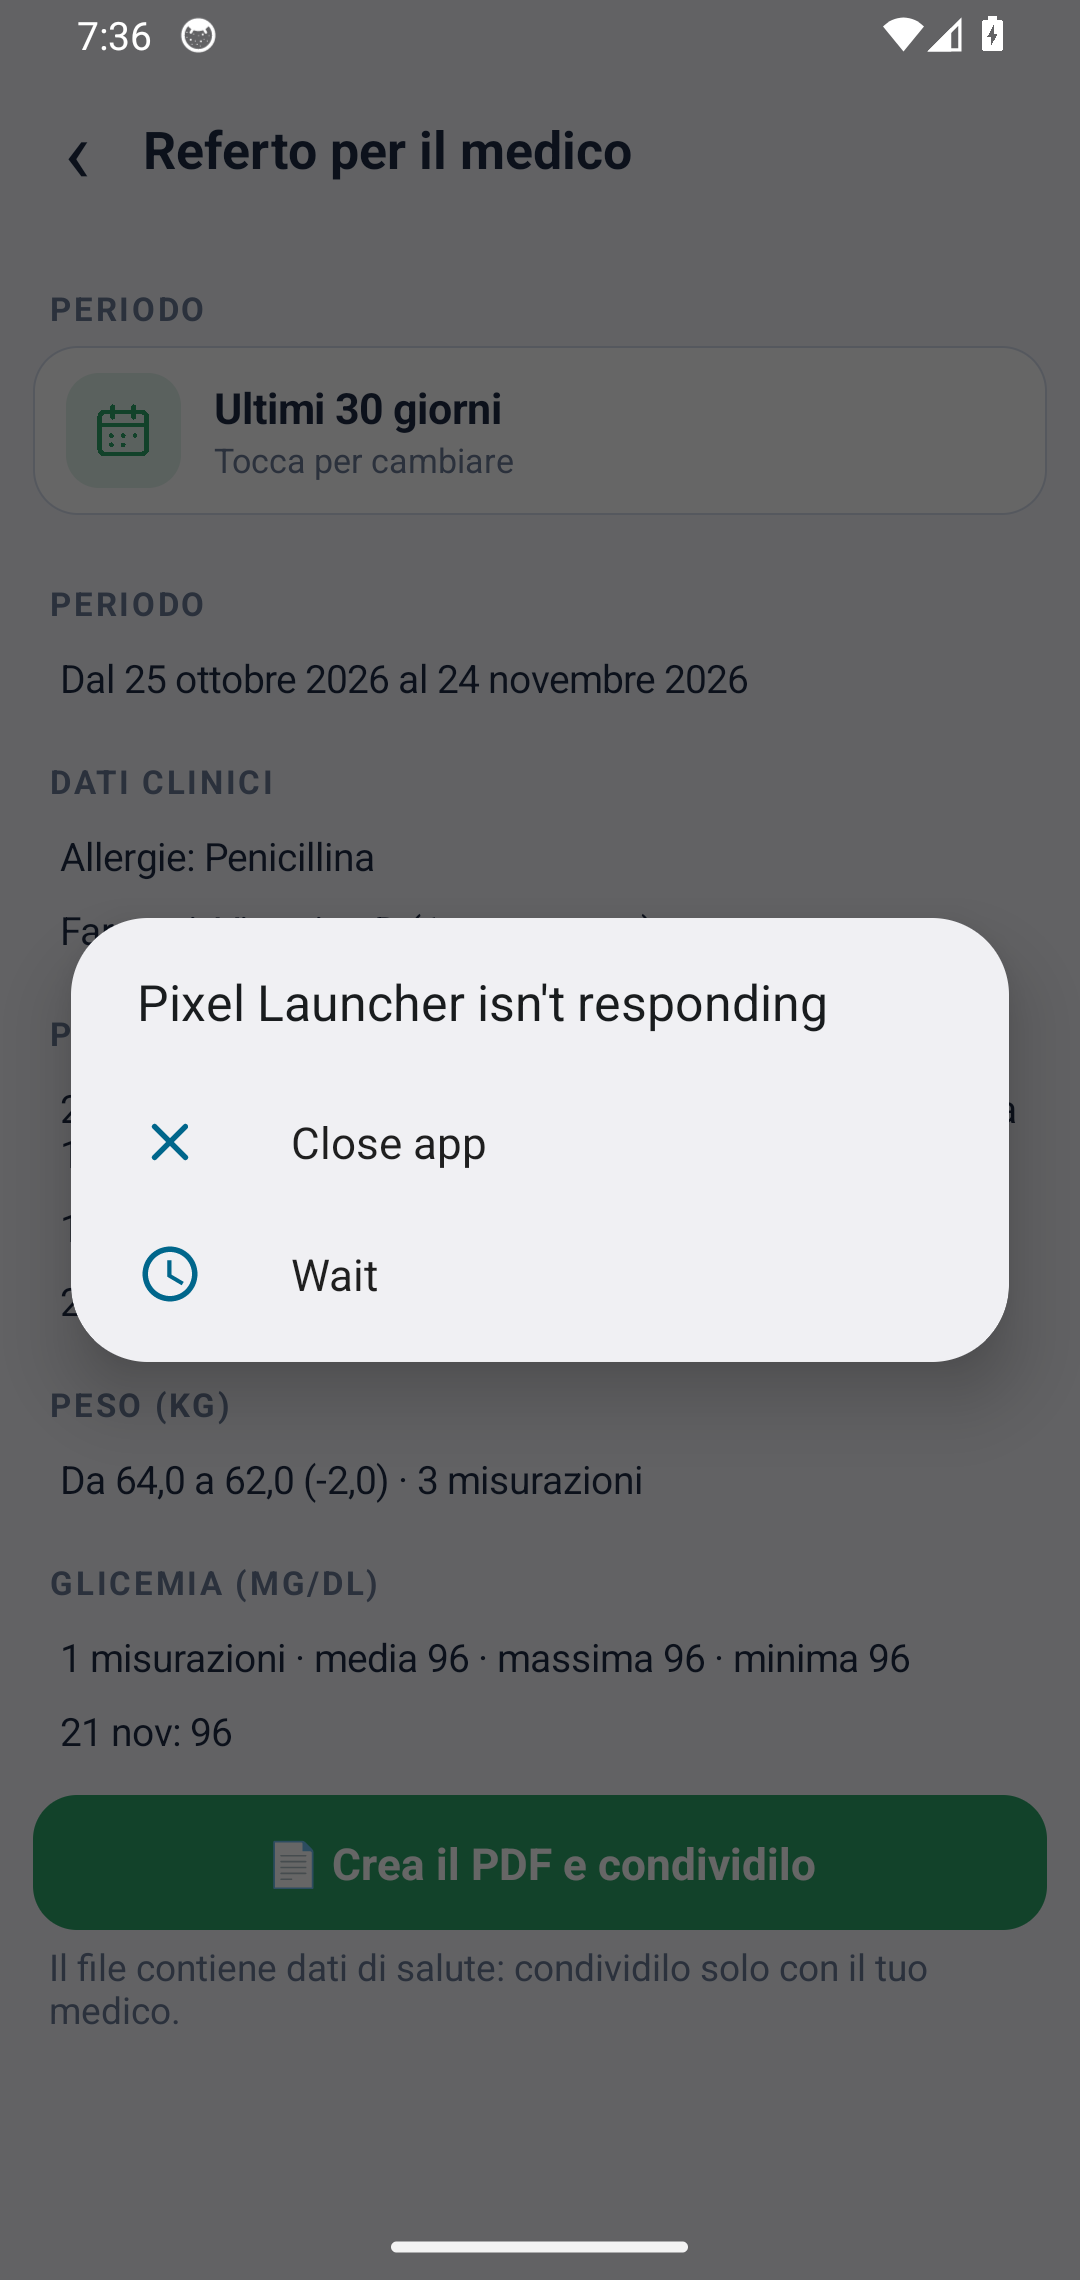 7:36
‹ Referto per il medico
PERIODO
Ultimi 30 giorni
Tocca per cambiare
PERIODO
Dal 25 ottobre 2026 al 24 novembre 2026
DATI CLINICI
Allergie: Penicillina
Pixel Launcher isn't responding
Close app
Wait
PESO (KG)
Da 64,0 a 62,0 (-2,0) · 3 misurazioni
GLICEMIA (MG/DL)
1 misurazioni · media 96 · massima 96 · minima 96
21 nov: 96
Crea il PDF e condividilo
Il file contiene dati di salute: condividilo solo con il tuo
medico.